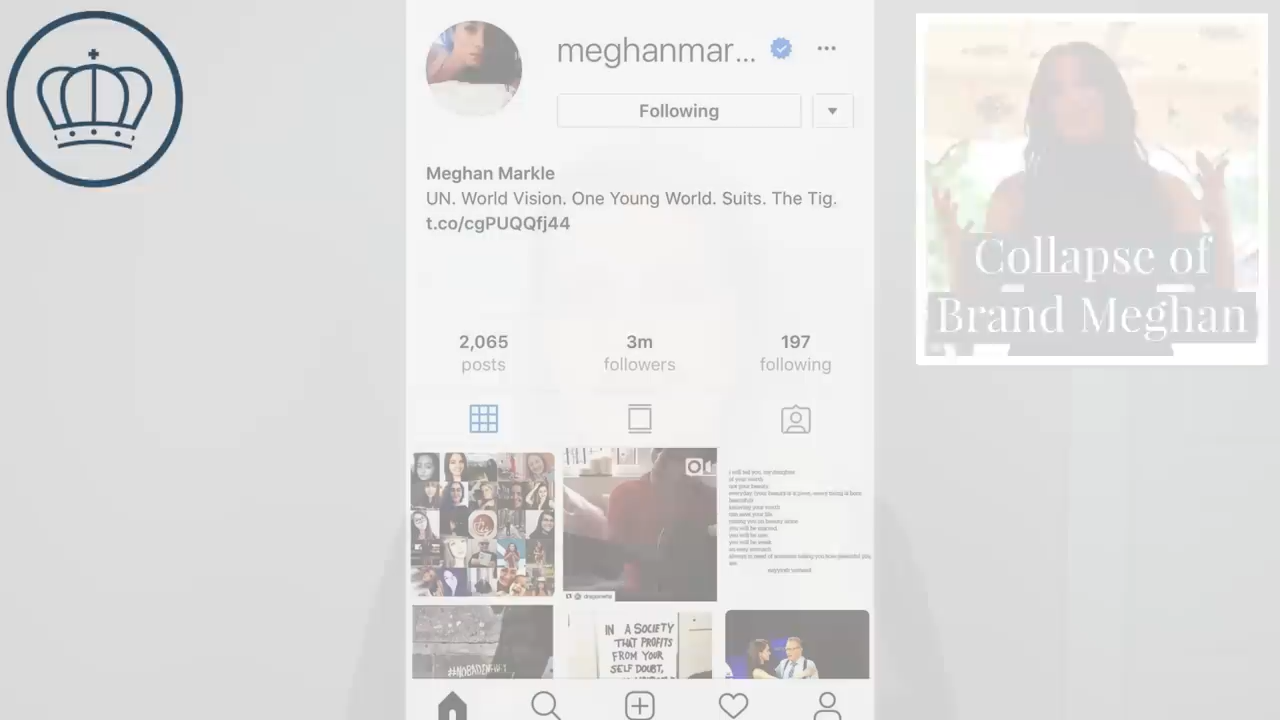 meghanmar...
Following
Meghan Markle
UN. World Vision. One Young World. Suits. The Tig.
t.co/cgPUQQfj44
2,065
posts
3m
followers
197
following
IN A SOCIETY
THAT PROFITS
FROM YOUR
SELF DOUBT,
Collapse of
Brand Meghan